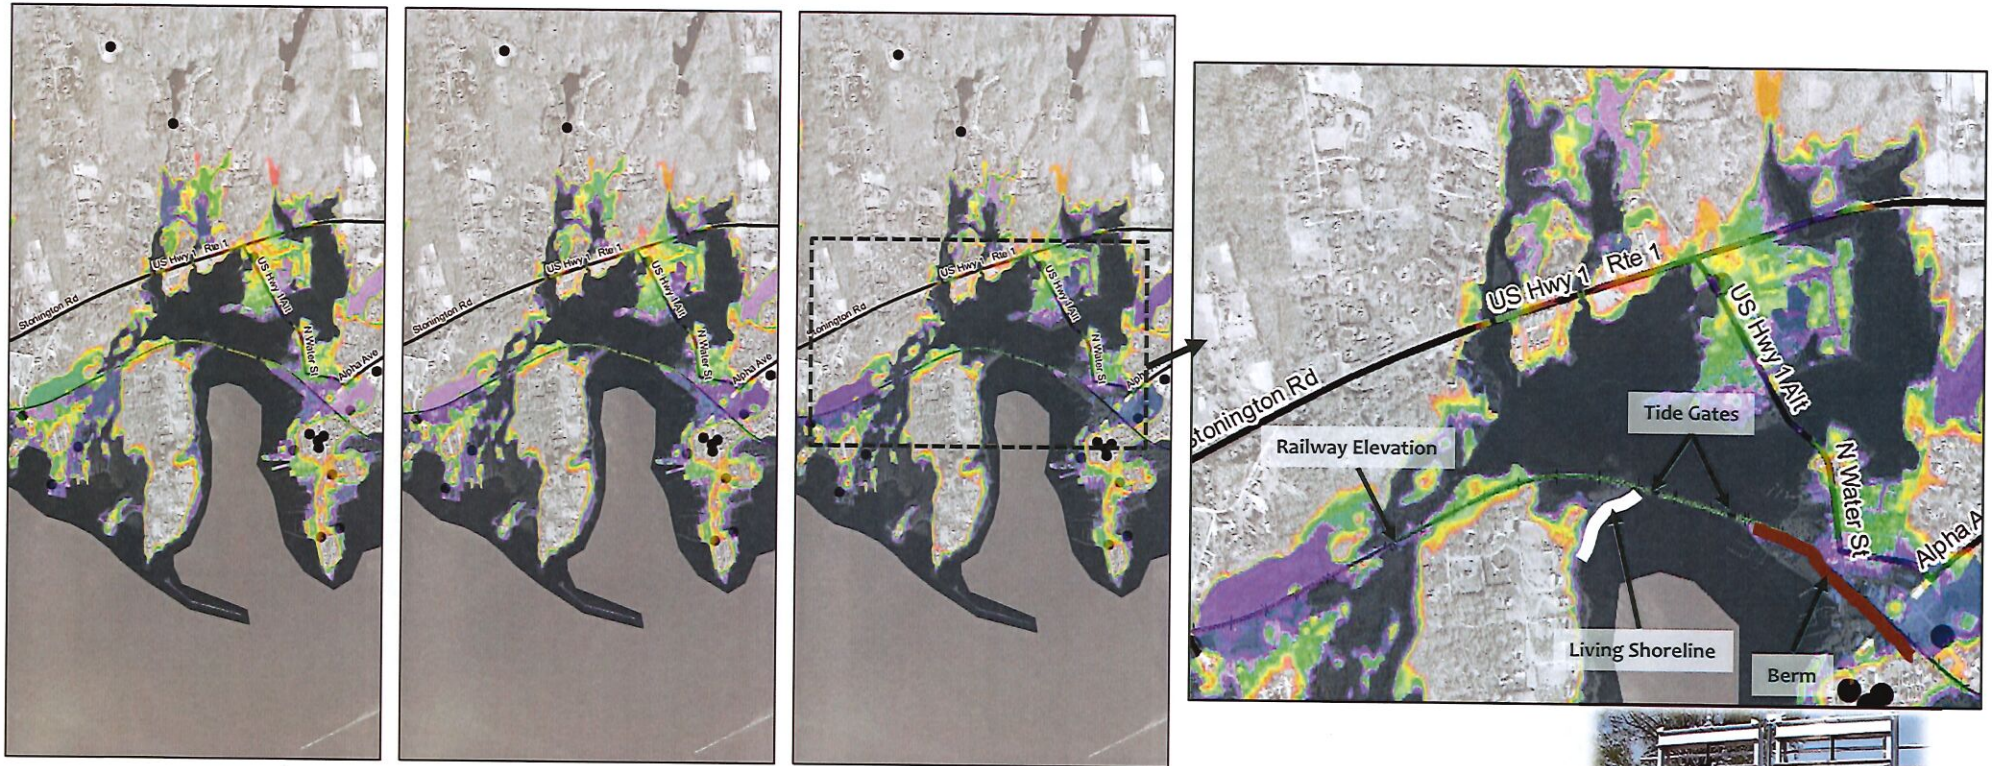 US Hwy 1 Rte 1
US Hwy 1 Alt
Stonington Rd
N Water St
Alpha Ave
US Hwy 1 Rte 1
US Hwy 1 Alt
Stonington Rd
N Water St
Alpha Ave
US Hwy 1 Rte 1
US Hwy 1 Alt
Stonington Rd
N Water St
Alpha Ave
US Hwy 1 Rte 1
US Hwy 1 Alt
Stonington Rd
Tide Gates
Railway Elevation
N Water St
Alpha A
Living Shoreline
Berm